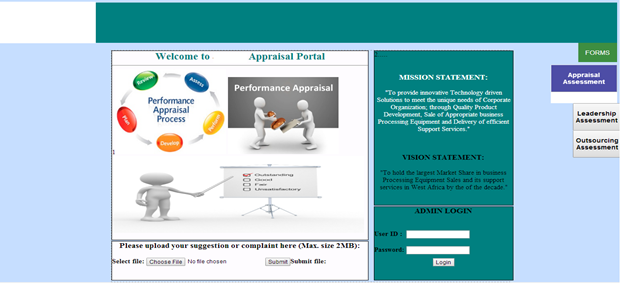 FORMS
Appraisal
Assessment
Leadership
Assessment
Outsourcing
Assessment
Welcome to Appraisal Portal
Review
Assess
Performance
Appraisal
Process
Plan
Develop
Performance Appraisal
Outstanding
Good
Fair
Unsatisfactory
Please upload your suggestion or complaint here (Max. size 2MB):
Select file: Choose File No file chosen Submit Submit file:
MISSION STATEMENT:
"To provide innovative Technology driven
Solutions to meet the unique needs of Corporate
Organization; through Quality Product
Development, Sale of Appropriate business
Processing Equipment and Delivery of efficient
Support Services."
VISION STATEMENT:
"To hold the largest Market Share in business
Processing Equipment Sales and its support
services in West Africa by the of the decade."
ADMIN LOGIN
User ID :
Password:
Login